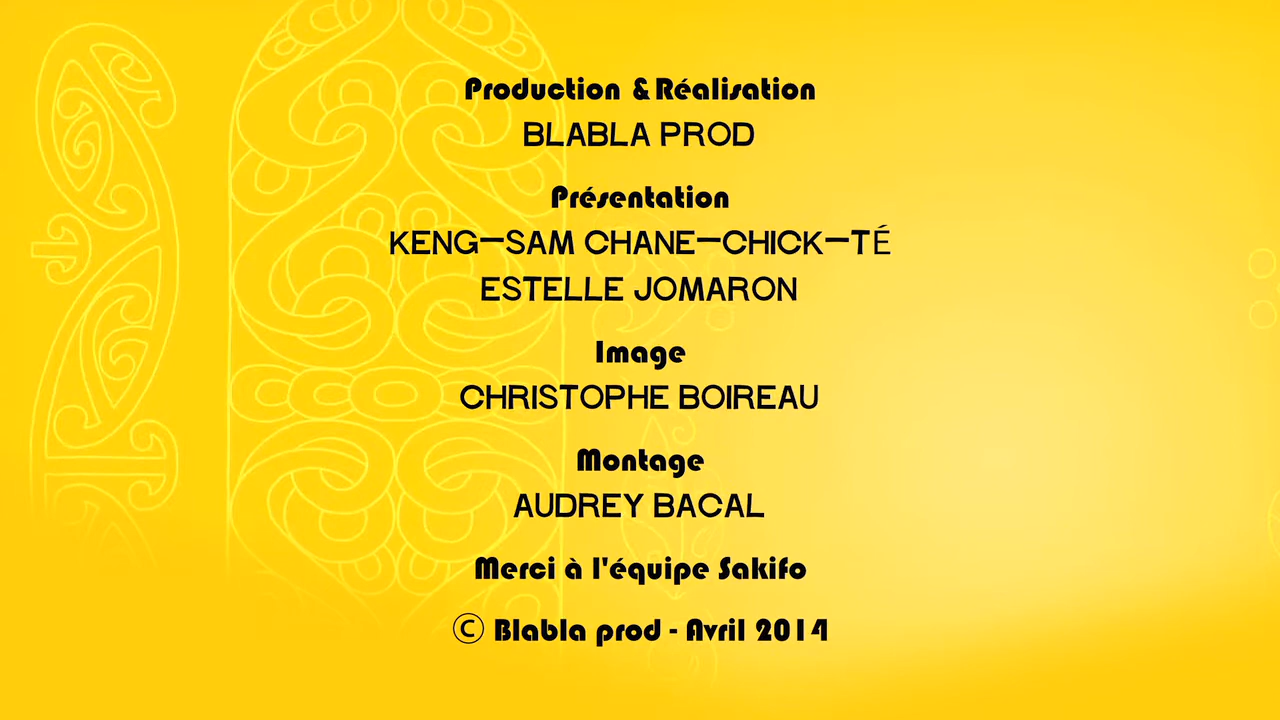 Production & Réalisation
BLABLA PROD
Présentation
KENG-SAM CHANE-CHICK-TÉ
ESTELLE JOMARON
Image
CHRISTOPHE BOIREAU
Montage
AUDREY BACAL
Merci à l'équipe Sakifo
© Blabla prod - Avril 2014